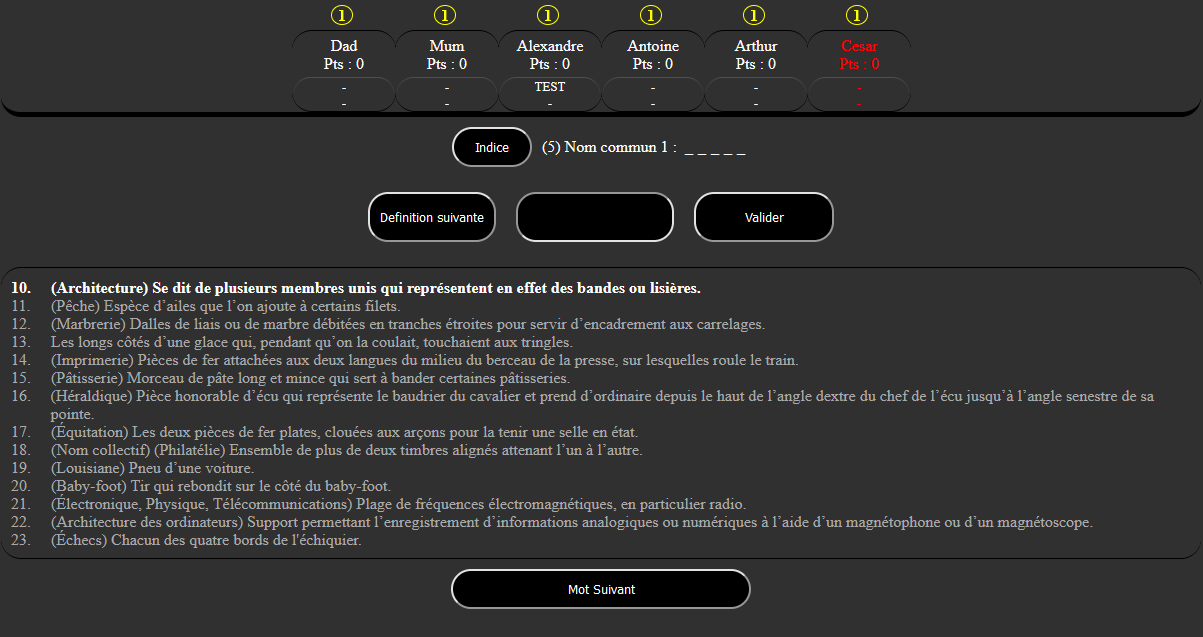 ① ① ① ① ① ①
Dad Mum Alexandre Antoine Arthur Cesar
Pts : 0 Pts : 0 Pts : 0 Pts : 0 Pts : 0 Pts : 0
- - TEST - - -
- - - - - -
Indice (5) Nom commun 1 : _ _ _ _ _
Definition suivante Valider
10. (Architecture) Se dit de plusieurs membres unis qui représentent en effet des bandes ou lisières.
11. (Pêche) Espèce d’ailes que l’on ajoute à certains filets.
12. (Marbrerie) Dalles de liais ou de marbre débitées en tranches étroites pour servir d’encadrement aux carrelages.
13. Les longs côtés d’une glace qui, pendant qu’on la coulait, touchaient aux tringles.
14. (Imprimerie) Pièces de fer attachées aux deux langues du milieu du berceau de la presse, sur lesquelles roule le train.
15. (Pâtisserie) Morceau de pâte long et mince qui sert à bander certaines pâtisseries.
16. (Héraldique) Pièce honorable d’écu qui représente le baudrier du cavalier et prend d’ordinaire depuis le haut de l’angle dextre du chef de l’écu jusqu’à l’angle senestre de sa
pointe.
17. (Équitation) Les deux pièces de fer plates, clouées aux arçons pour la tenir une selle en état.
18. (Nom collectif) (Philatélie) Ensemble de plus de deux timbres alignés attenant l’un à l’autre.
19. (Louisiane) Pneu d’une voiture.
20. (Baby-foot) Tir qui rebondit sur le côté du baby-foot.
21. (Électronique, Physique, Télécommunications) Plage de fréquences électromagnétiques, en particulier radio.
22. (Architecture des ordinateurs) Support permettant l’enregistrement d’informations analogiques ou numériques à l’aide d’un magnétophone ou d’un magnétoscope.
23. (Échecs) Chacun des quatre bords de l'échiquier.
Mot Suivant